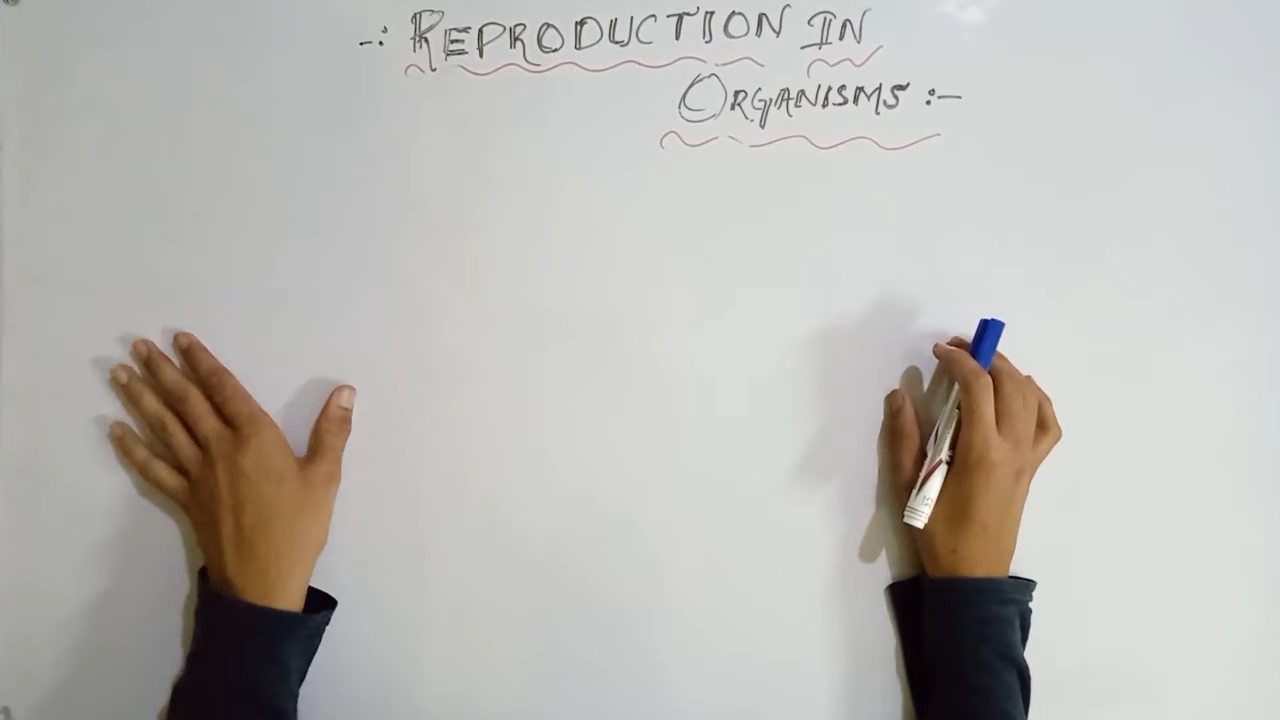 -: REPRODUCTION IN
ORGANISMS :-